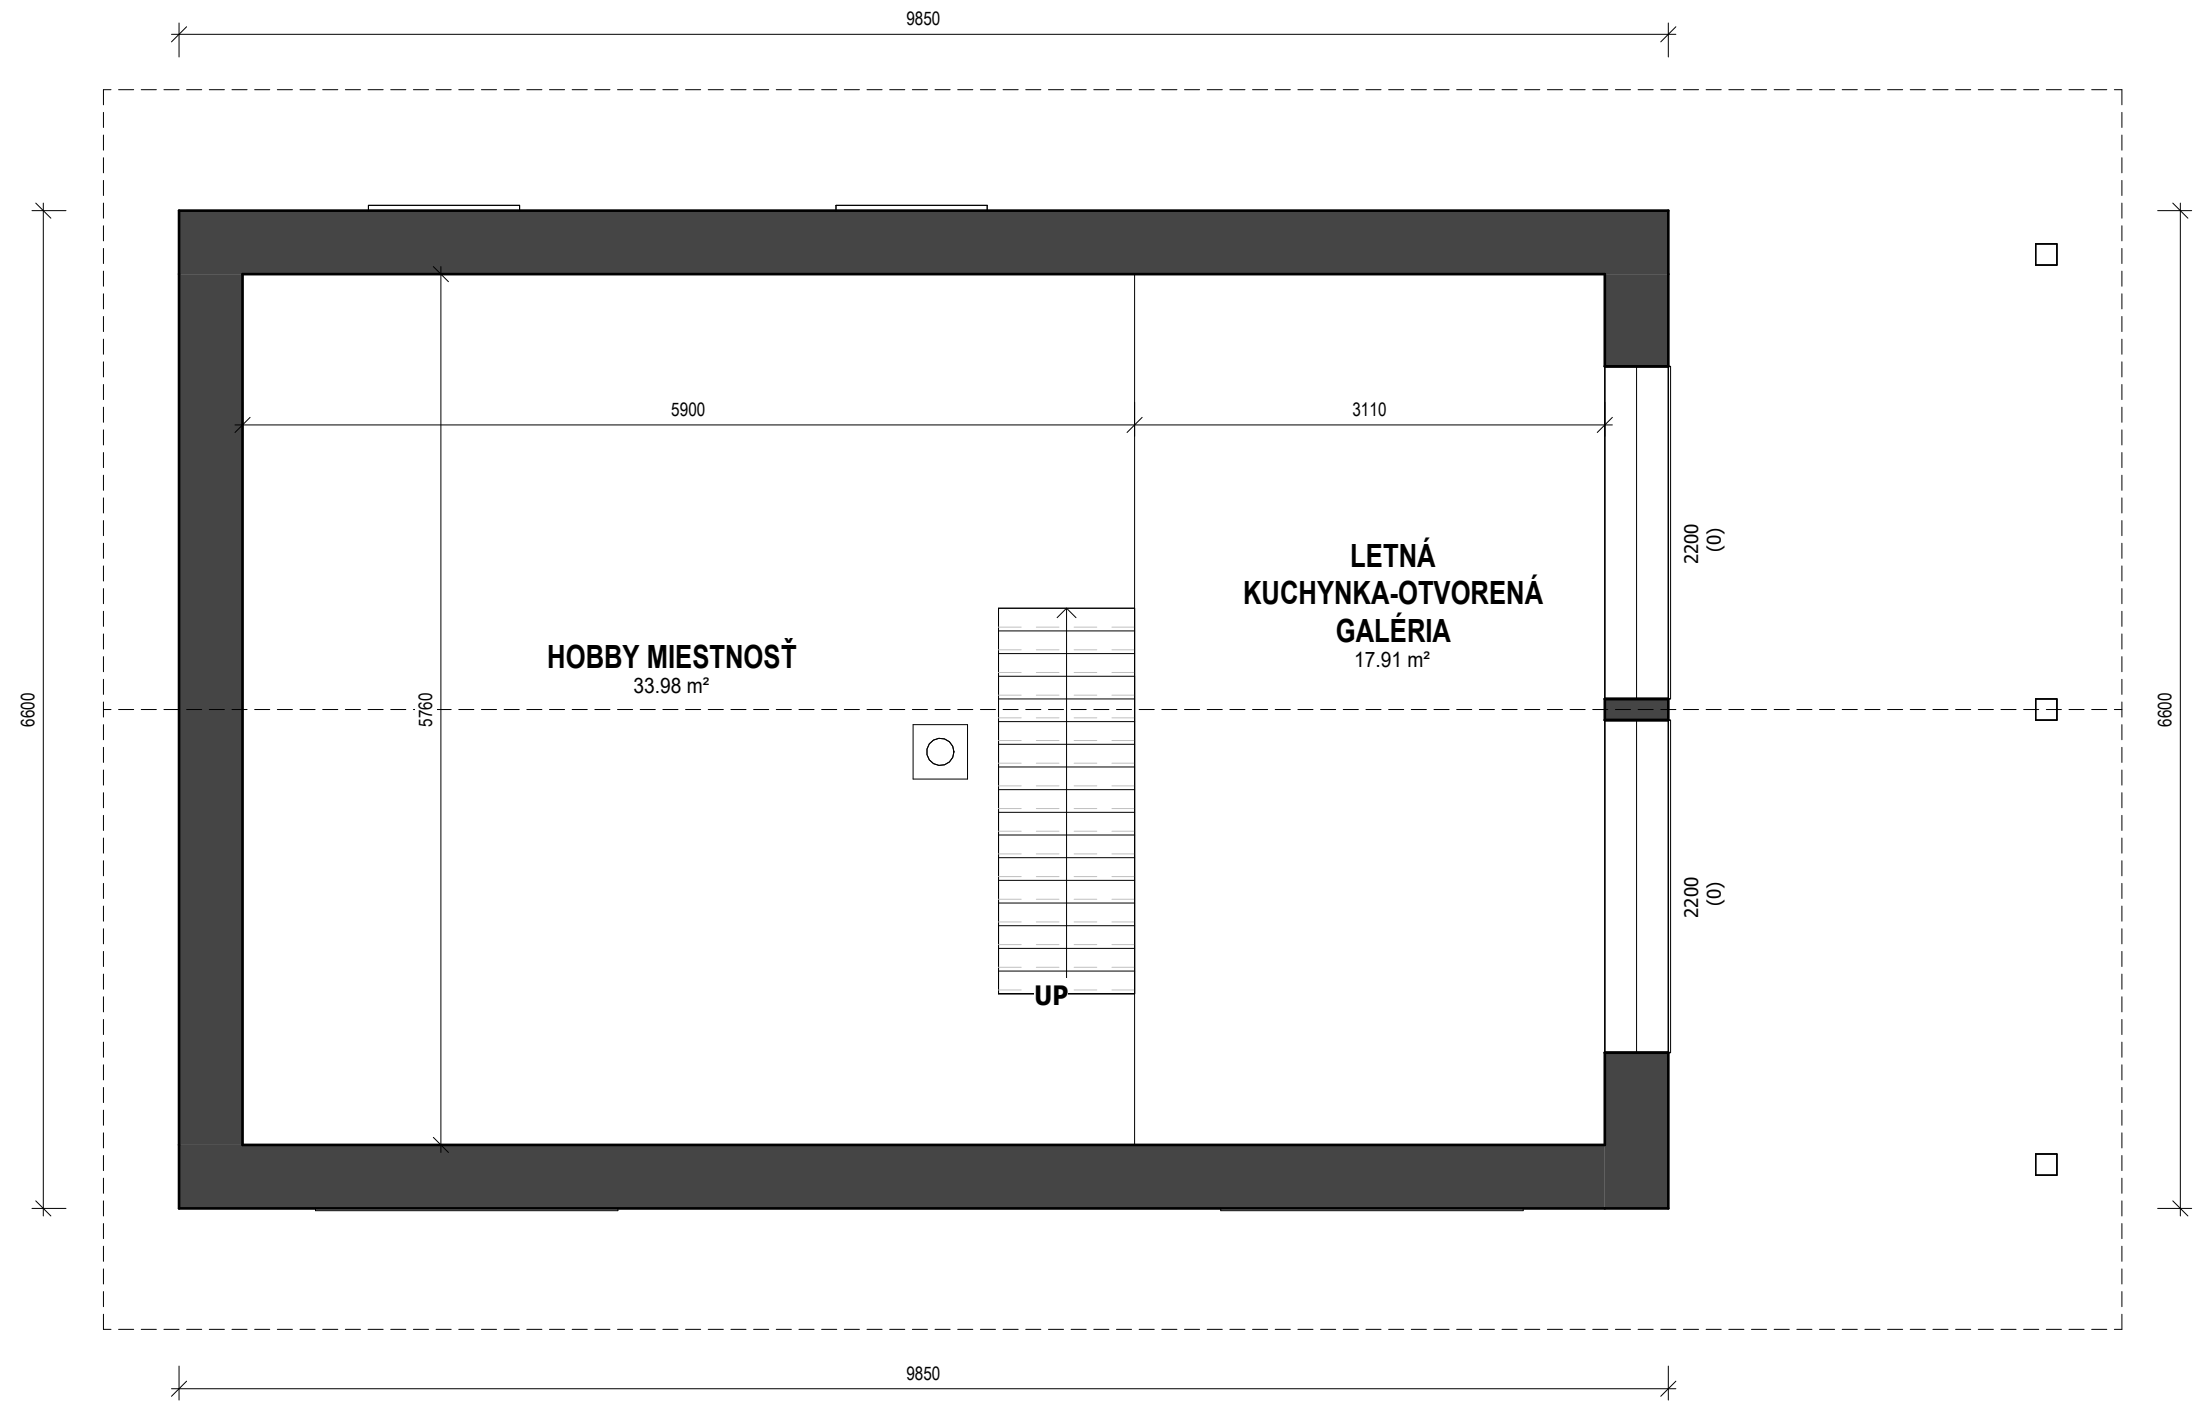 9850
5900
3110
2200
(0)
LETNÁ
KUCHYNKA-OTVORENÁ
GALÉRIA
17.91 m²
HOBBY MIESTNOSŤ
33.98 m²
6600
5760
6600
2200
(0)
UP
9850